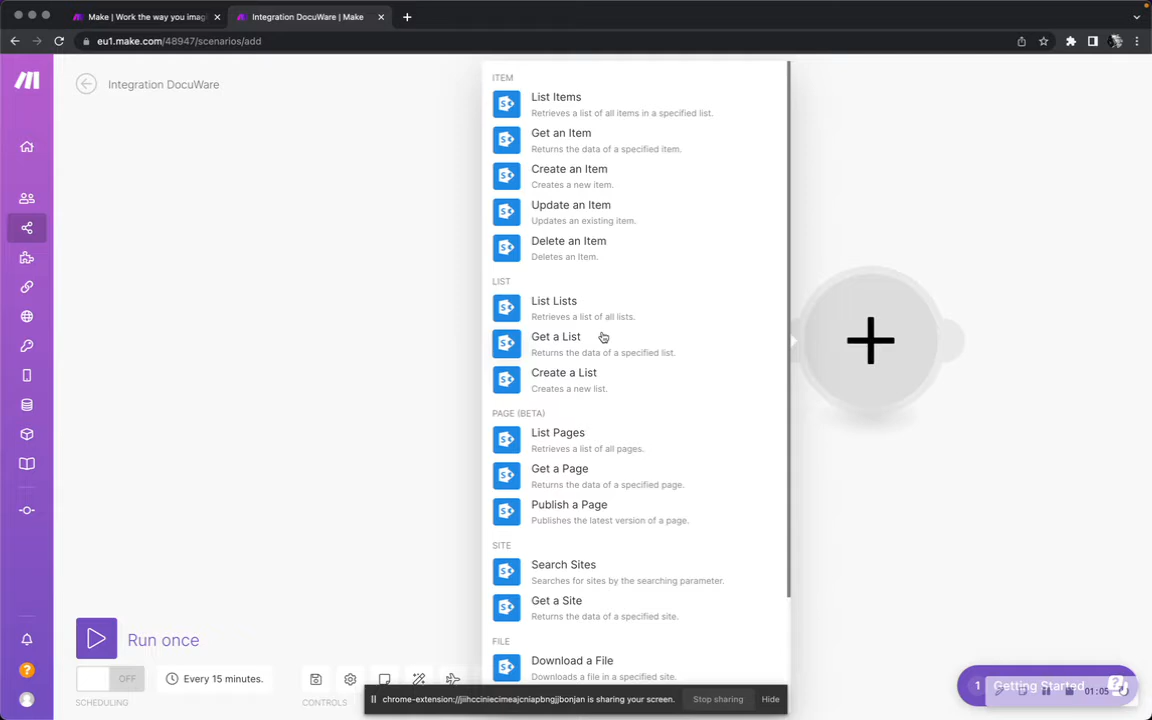 Make | Work the way you imagi
Integration DocuWare | Make
eu1.make.com/48947/scenarios/add
Integration DocuWare
ITEM
List Items
Retrieves a list of all items in a specified list.
Get an Item
Returns the data of a specified item.
Create an Item
Creates a new item.
Update an Item
Updates an existing item.
Delete an Item
Deletes an Item.
LIST
List Lists
Retrieves a list of all lists.
Get a List
Returns the data of a specified list.
Create a List
Creates a new list.
PAGE (BETA)
List Pages
Retrieves a list of all pages.
Get a Page
Returns the data of a specified page.
Publish a Page
Publishes the latest version of a page.
SITE
Search Sites
Searches for sites by the searching parameter.
Get a Site
Returns the data of a specified site.
FILE
Download a File
Downloads a file in a specified site.
Run once
OFF
Every 15 minutes.
SCHEDULING
CONTROLS
chrome-extension://jiihcciniecimeajcniapbngjjbonjan is sharing your screen.
Stop sharing
Hide
1
Getting Started
01:05